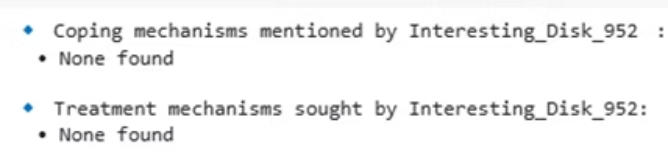 🔹 Coping mechanisms mentioned by Interesting_Disk_952 :
• None found
🔹 Treatment mechanisms sought by Interesting_Disk_952:
• None found